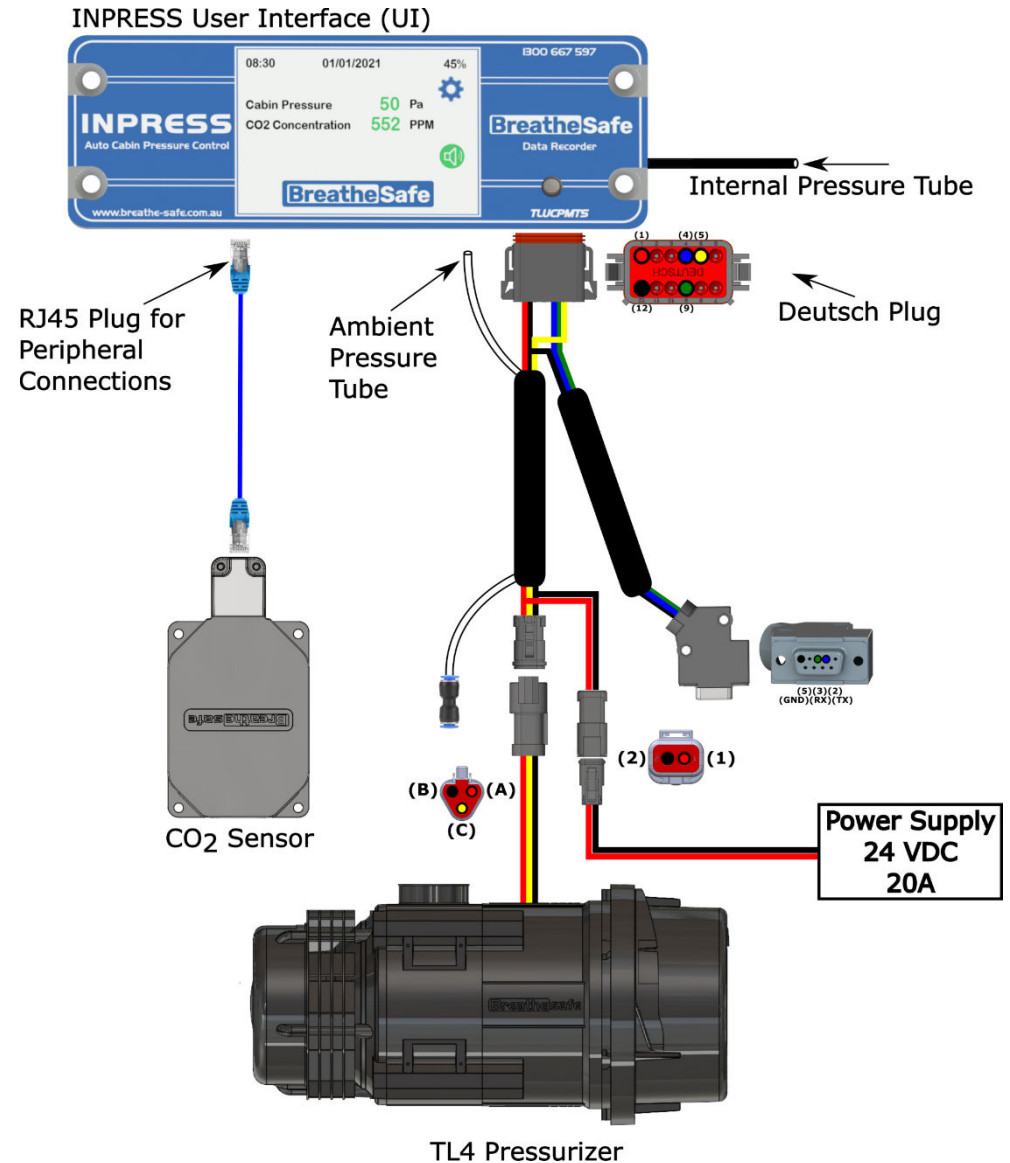 INPRESS User Interface (UI)
1300 667 597
08:30 01/01/2021 45%
Cabin Pressure 50 Pa
CO2 Concentration 552 PPM
INPRESS
Auto Cabin Pressure Control
BreatheSafe
Data Recorder
BreatheSafe
www.breathe-safe.com.au
TLUCPMTS
Internal Pressure Tube
(1) (4)(5)
DEUTSCH
(12) (9)
Deutsch Plug
RJ45 Plug for
Peripheral
Connections
Ambient
Pressure
Tube
(5)(3)(2)
(GND)(RX)(TX)
Breathesafe
CO2 Sensor
(B) (A)
(C)
(2) (1)
Power Supply
24 VDC
20A
Breathesafe
TL4 Pressurizer